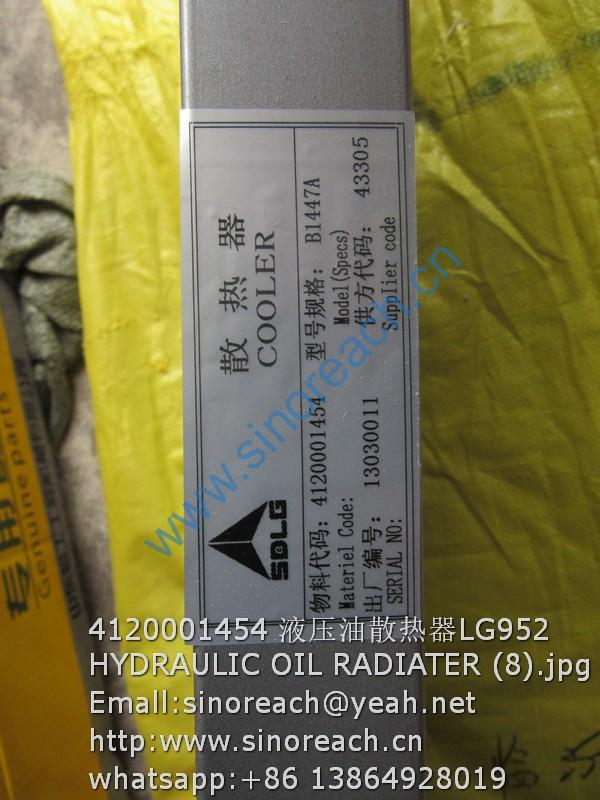 散热器
COOLER
SDLG
物料代码: 4120001454
Materiel Code:
型号规格: B1447A
Model(Specs)
出厂编号: 13030011
SERIAL NO:
供方代码: 43305
Supplier code
www.sinoreach.cn
专用
Genuine parts
4120001454 液压油散热器LG952
HYDRAULIC OIL RADIATER (8).jpg
Email:sinoreach@yeah.net
http:www.sinoreach.cn
whatsapp:+86 13864928019